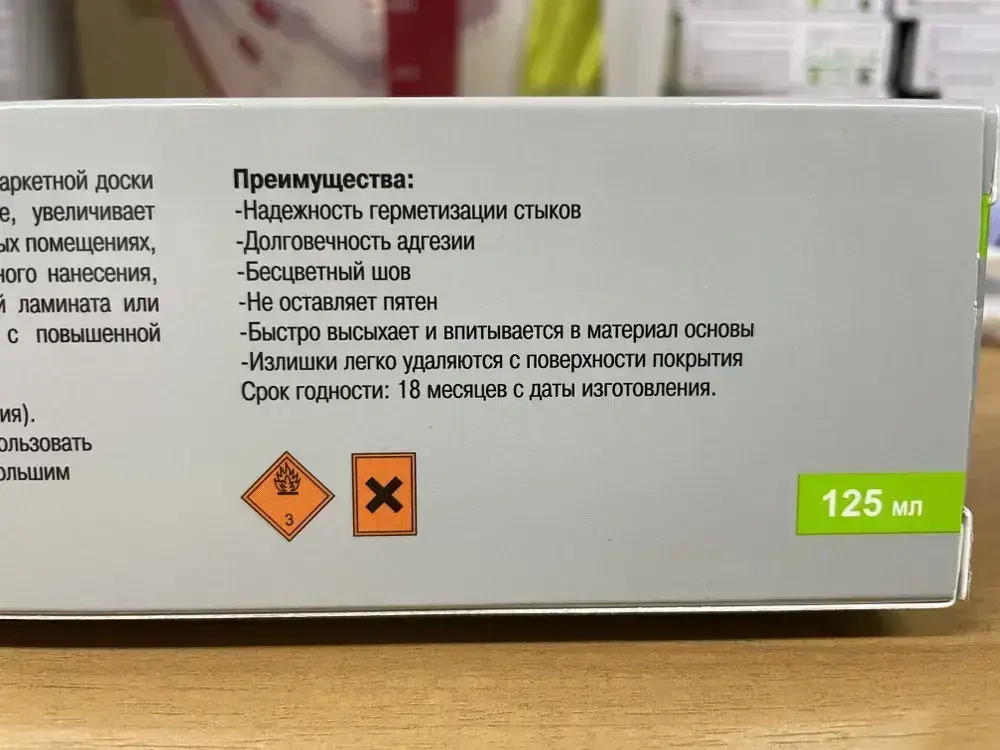 аркетной доски
е, увеличивает
ых помещениях,
ного нанесения,
й ламината или
с повышенной
ия).
ользовать
ольшим
Преимущества:
-Надежность герметизации стыков
-Долговечность адгезии
-Бесцветный шов
-Не оставляет пятен
-Быстро высыхает и впитывается в материал основы
-Излишки легко удаляются с поверхности покрытия
Срок годности: 18 месяцев с даты изготовления.
3
125 мл